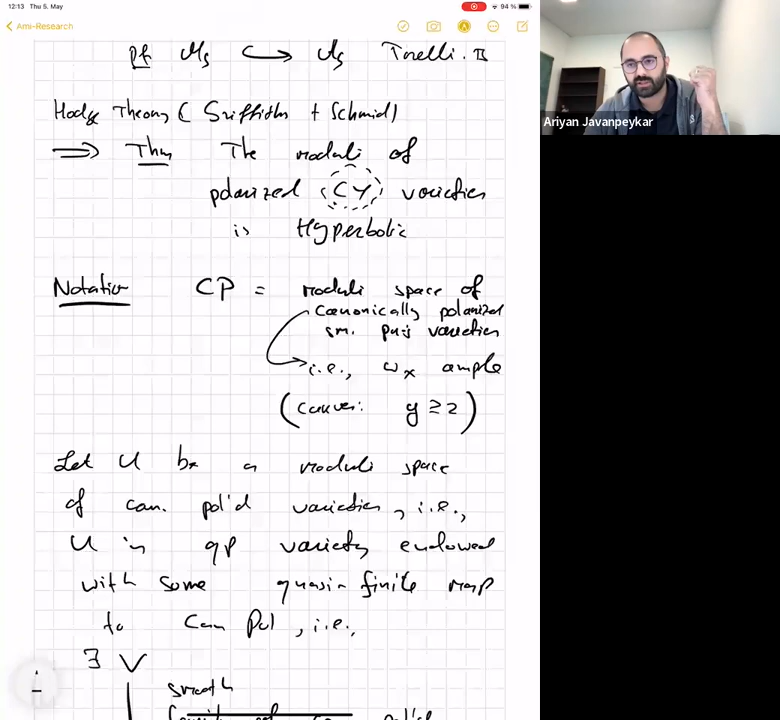 12:13 Thu 5. May
94 %
Ami-Research
Pf Mg ↪ Ag Torelli. ⊠
Hodge Theory (Griffiths + Schmid)
⟹ Thm The moduli of
polarized (CY) varieties
is Hyperbolic
Notation CP = moduli space of
canonically polarized
sm. proj varieties
i.e., ω_X ample
(curves: g ≥ 2)
Let U be a moduli space
of can. pol'd varieties, i.e.,
U is qp variety endowed
with some quasi-finite map
to Can Pol, i.e.,
∃ V
smooth
pol'd
Ariyan Javanpeykar